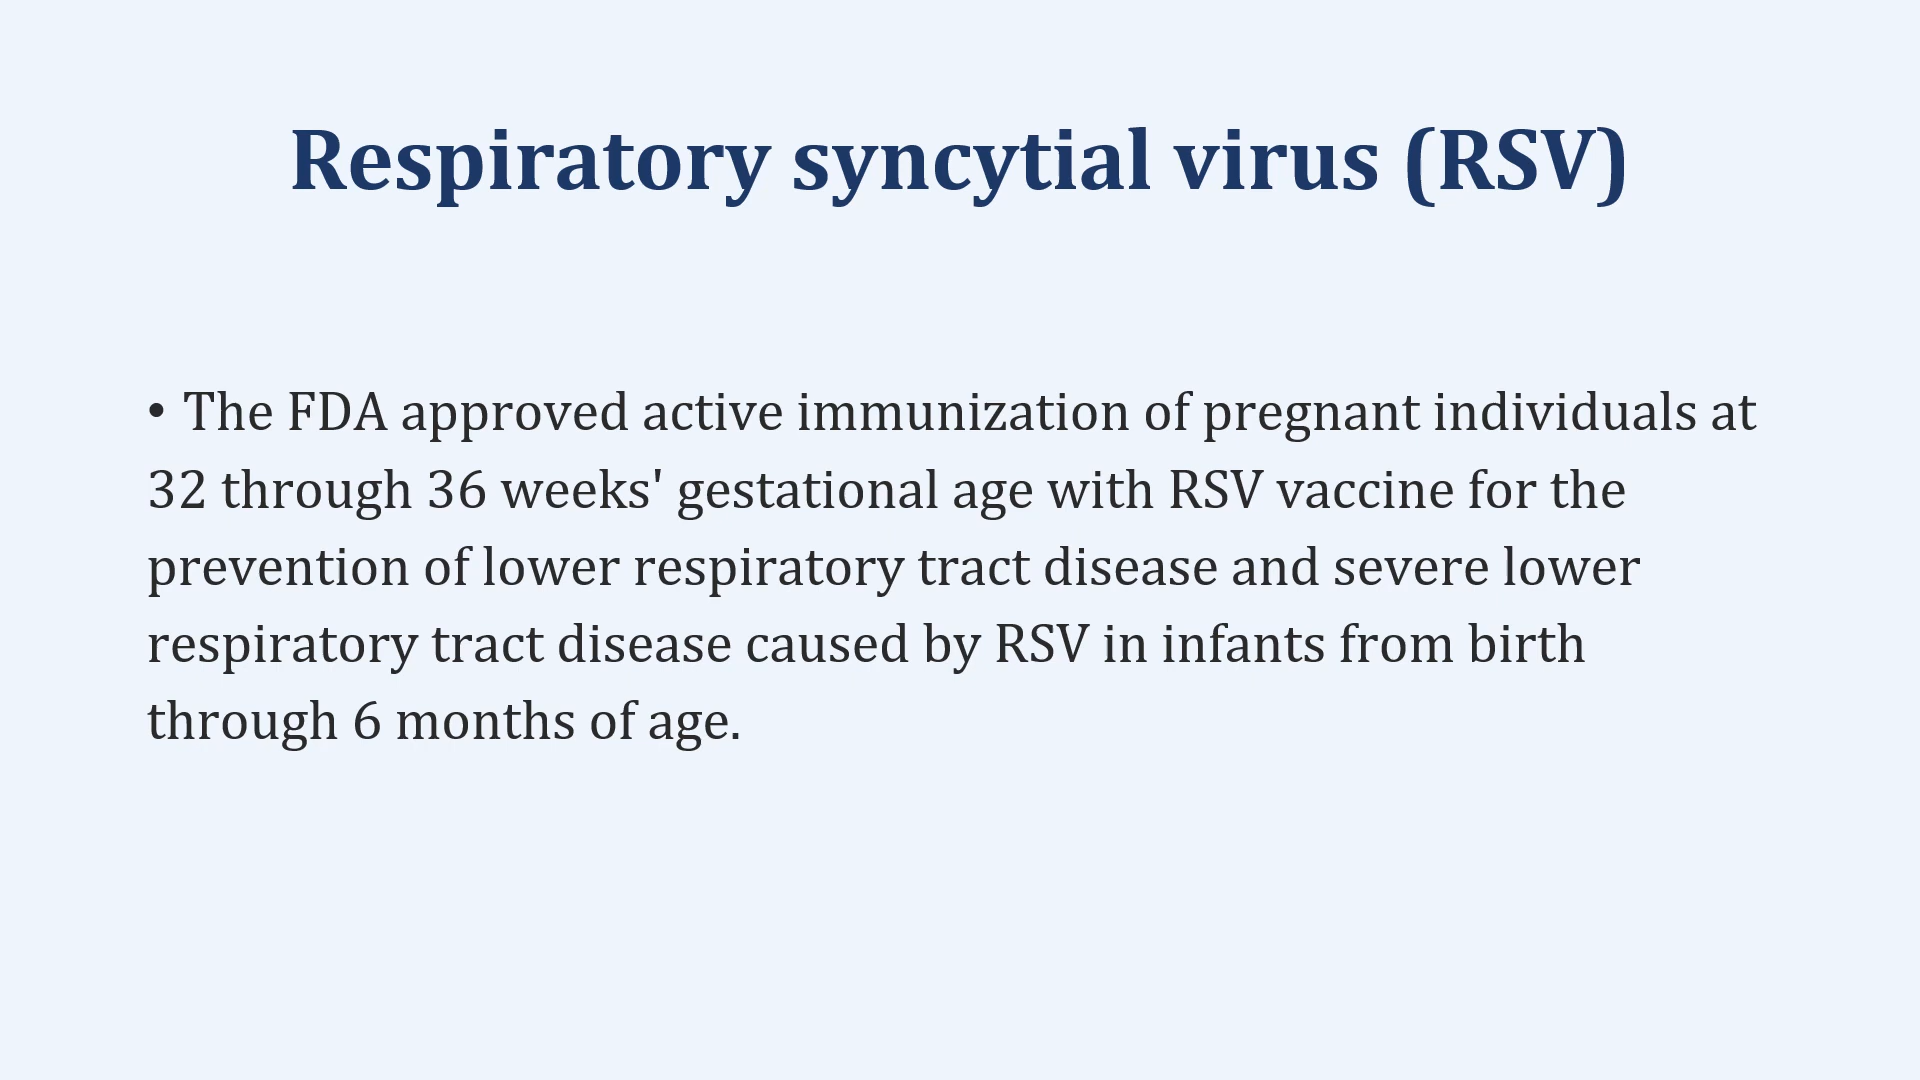 Respiratory syncytial virus (RSV)
• The FDA approved active immunization of pregnant individuals at
32 through 36 weeks' gestational age with RSV vaccine for the
prevention of lower respiratory tract disease and severe lower
respiratory tract disease caused by RSV in infants from birth
through 6 months of age.